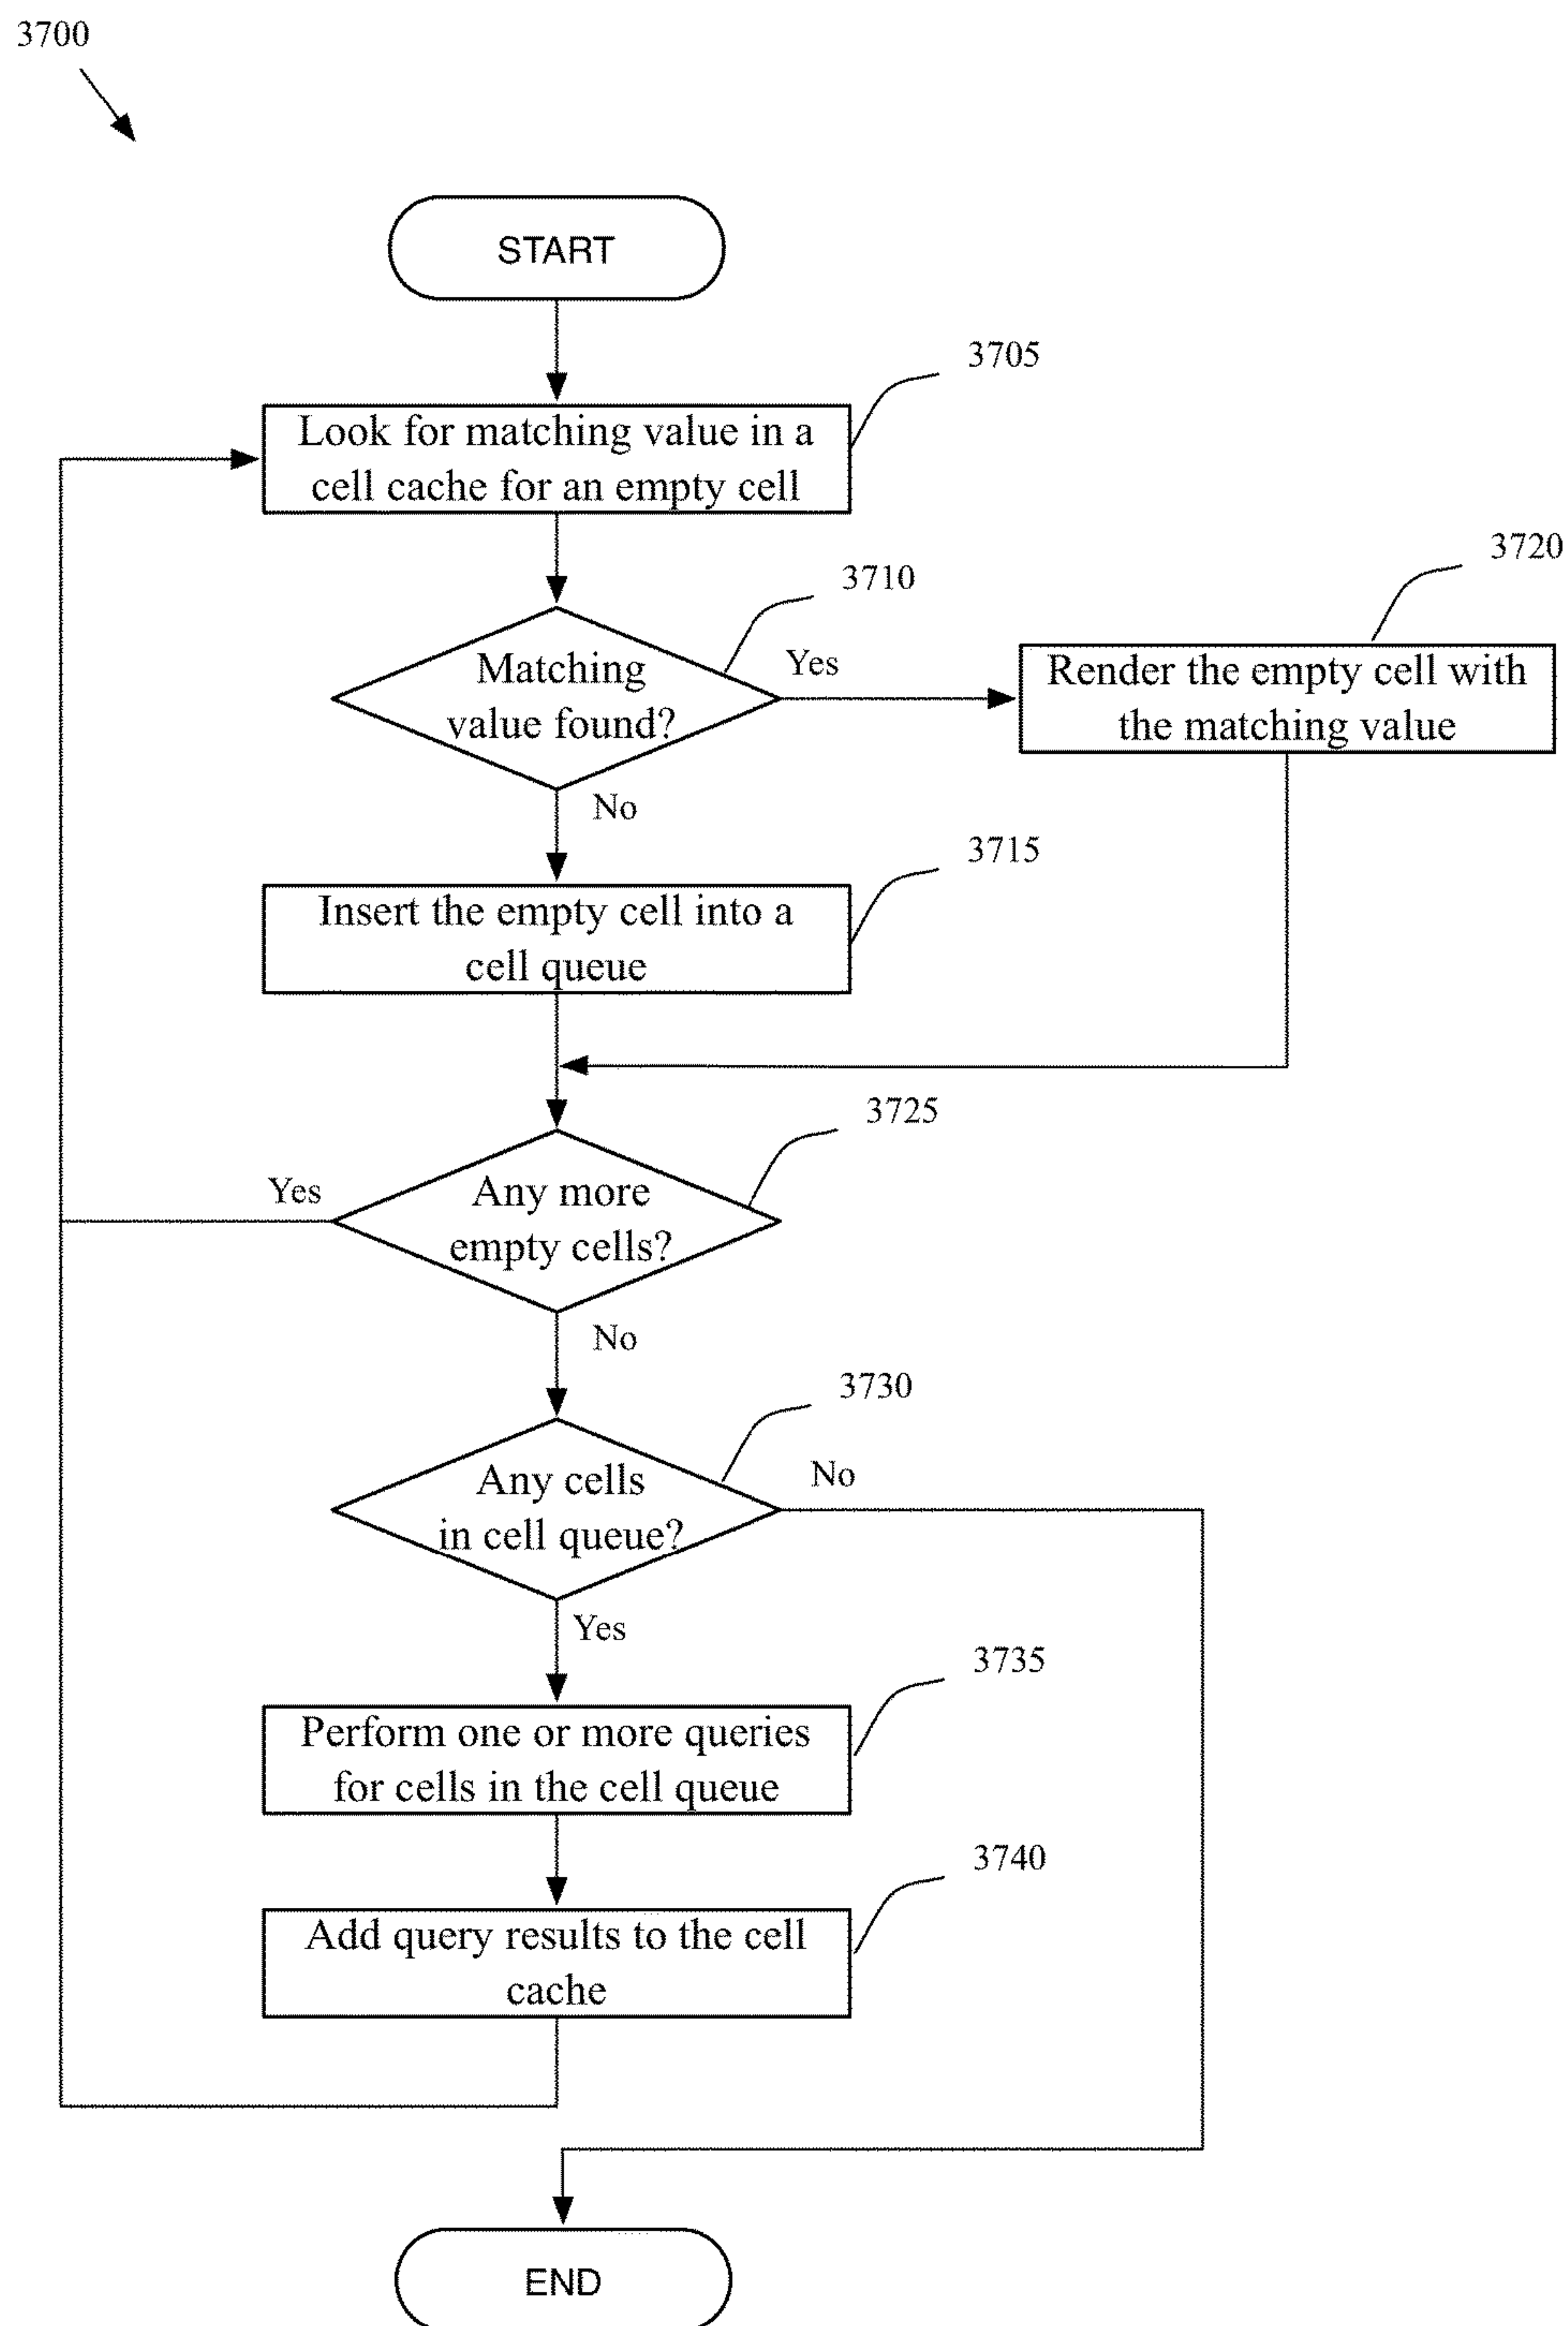 3700
START
3705
Look for matching value in a
cell cache for an empty cell
3710
3720
Matching
value found?
Yes
Render the empty cell with
the matching value
No
3715
Insert the empty cell into a
cell queue
3725
Yes
Any more
empty cells?
No
3730
Any cells
in cell queue?
No
Yes
3735
Perform one or more queries
for cells in the cell queue
3740
Add query results to the cell
cache
END